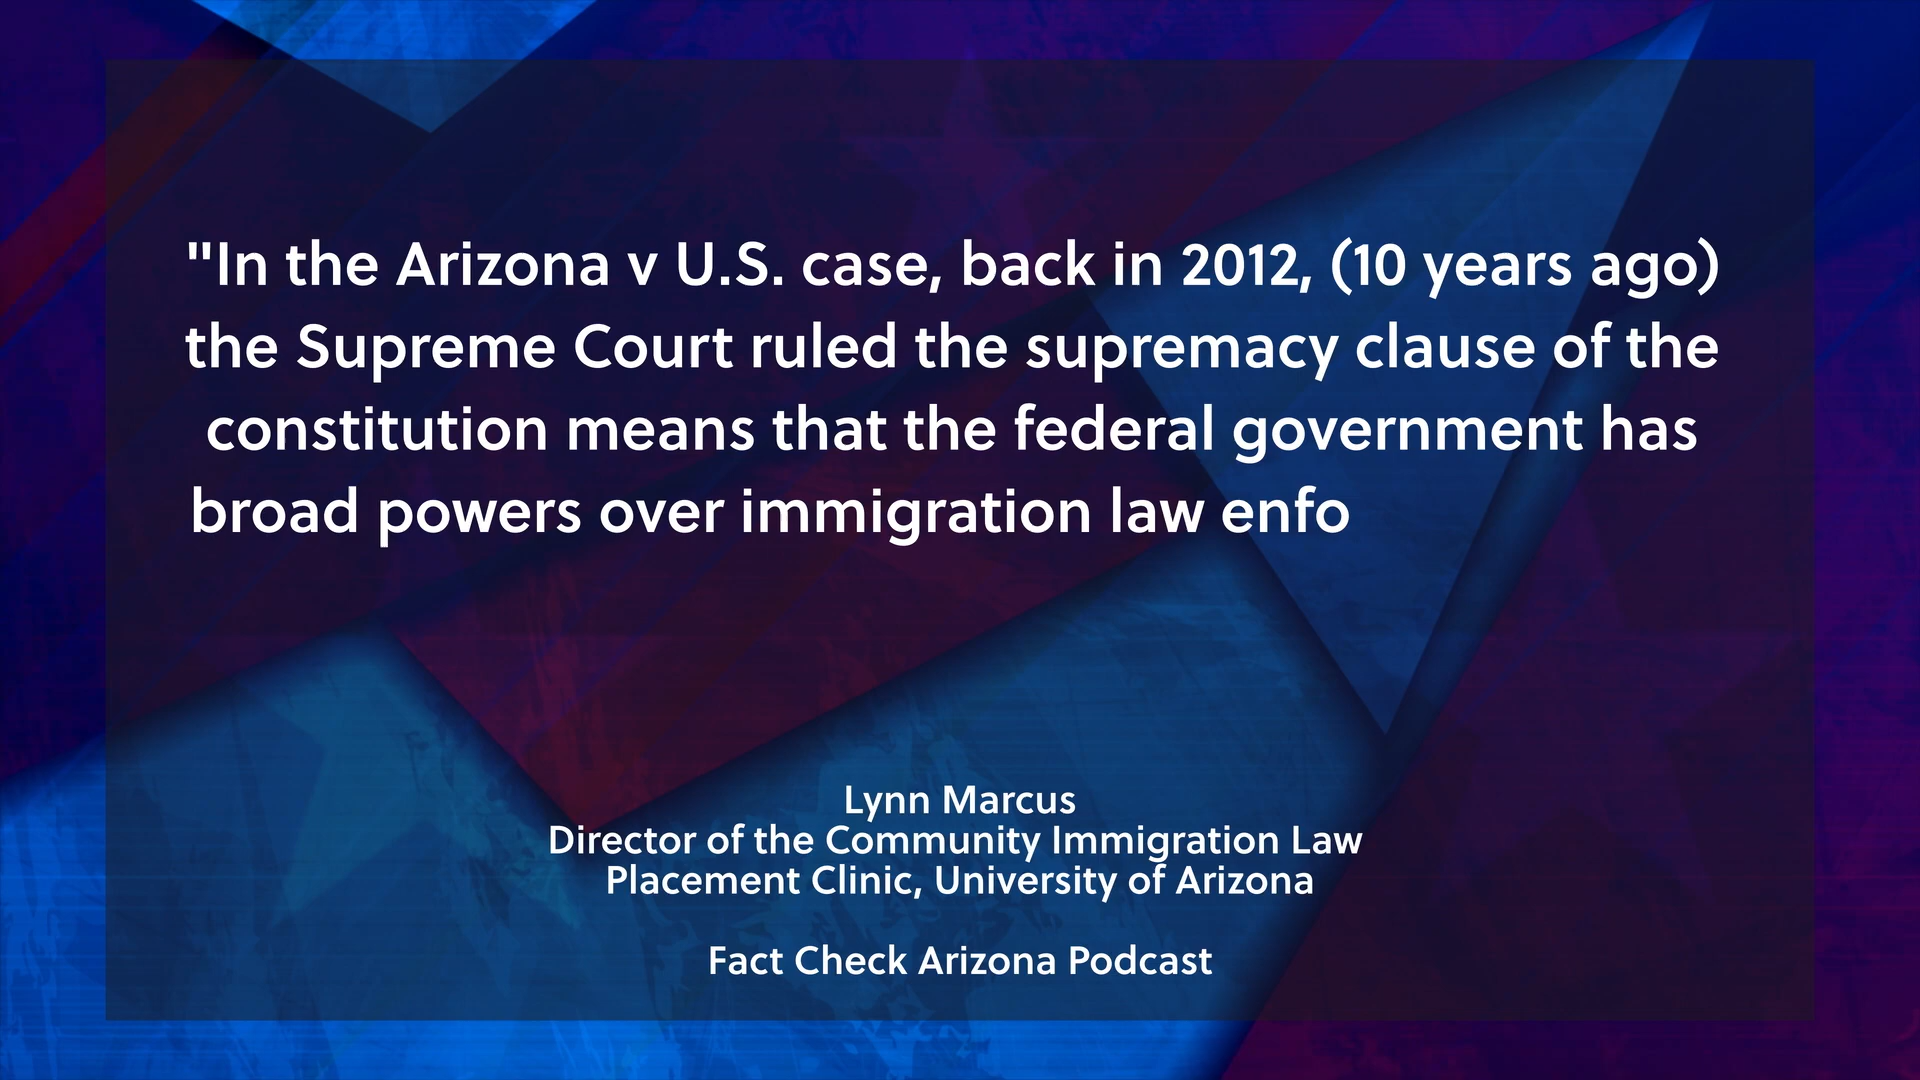 "In the Arizona v U.S. case, back in 2012, (10 years ago)
the Supreme Court ruled the supremacy clause of the
constitution means that the federal government has
broad powers over immigration law enfo
Lynn Marcus
Director of the Community Immigration Law
Placement Clinic, University of Arizona
Fact Check Arizona Podcast